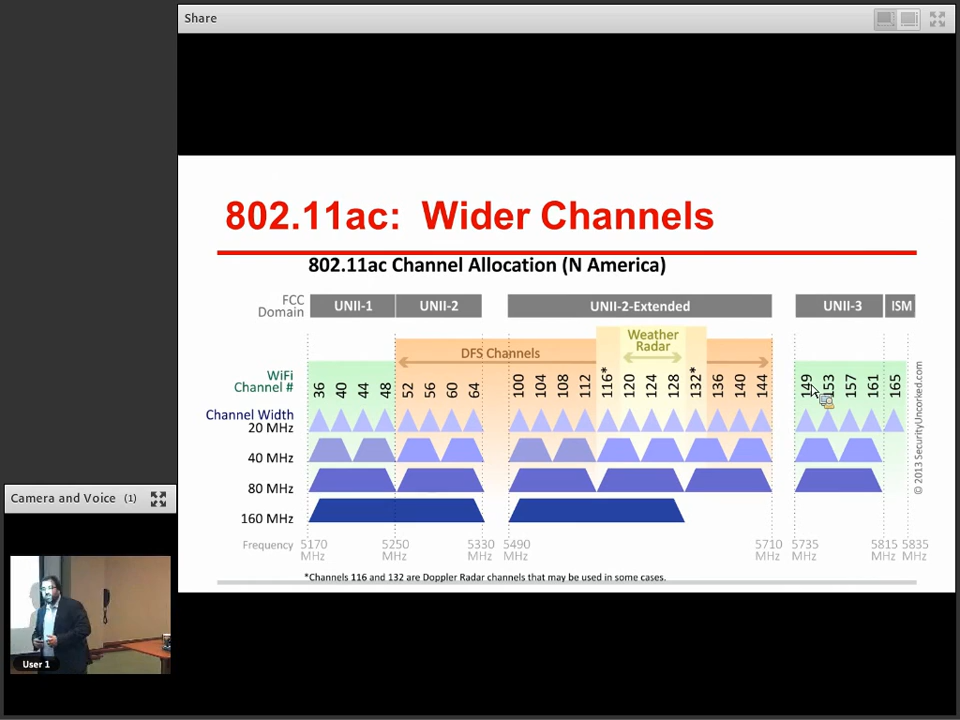 Share
802.11ac: Wider Channels
802.11ac Channel Allocation (N America)
FCC
Domain
UNII-1
UNII-2
UNII-2-Extended
UNII-3
ISM
Weather
Radar
DFS Channels
WiFi
Channel #
36 40 44 48 52 56 60 64 100 104 108 112 116* 120 124 128 132* 136 140 144 149 153 157 161 165
Channel Width
20 MHz
40 MHz
80 MHz
160 MHz
Frequency
5170
MHz
5250
MHz
5330
MHz
5490
MHz
5710
MHz
5735
MHz
5815
MHz
5835
MHz
© 2013 SecurityUncorked.com
*Channels 116 and 132 are Doppler Radar channels that may be used in some cases.
Camera and Voice (1)
User 1